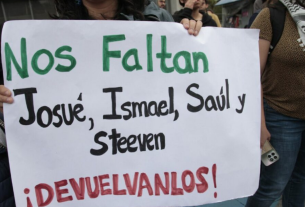 Nos Faltan
Josué, Ismael, Saúl y
Steeven
¡DEVUELVANLOS!